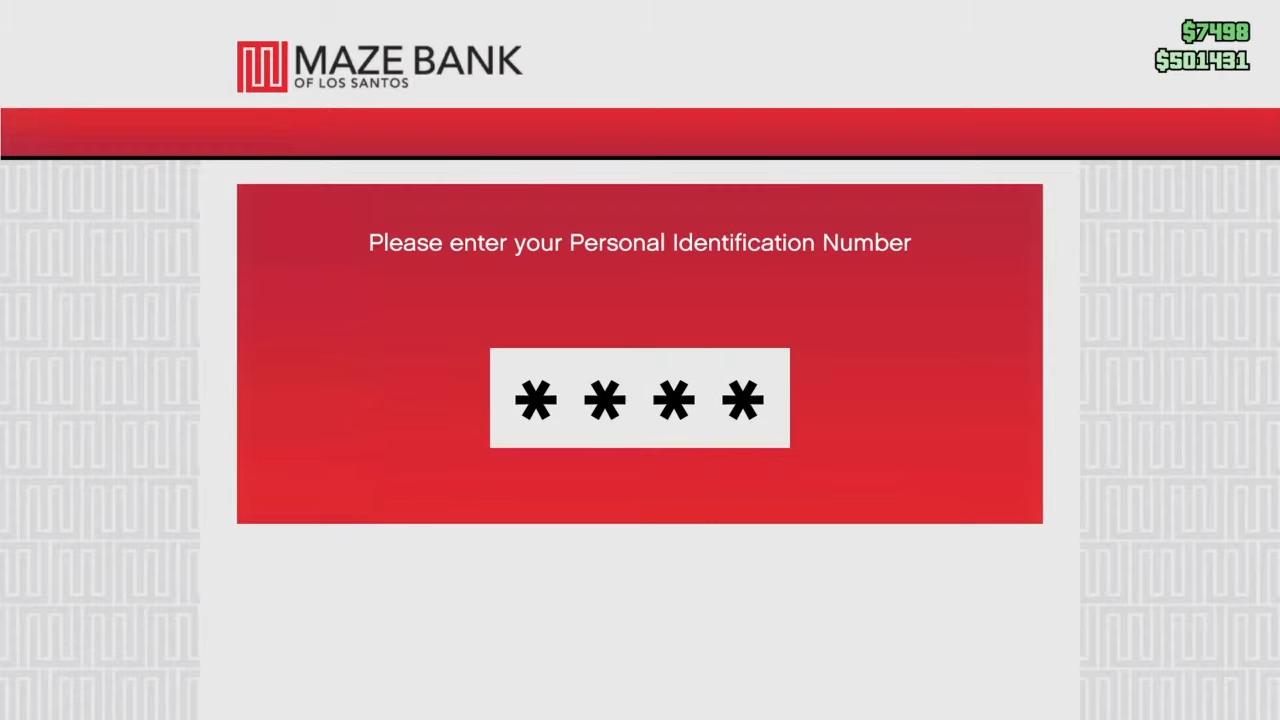 MAZE BANK
OF LOS SANTOS
$7498
$501431
Please enter your Personal Identification Number
* * * *